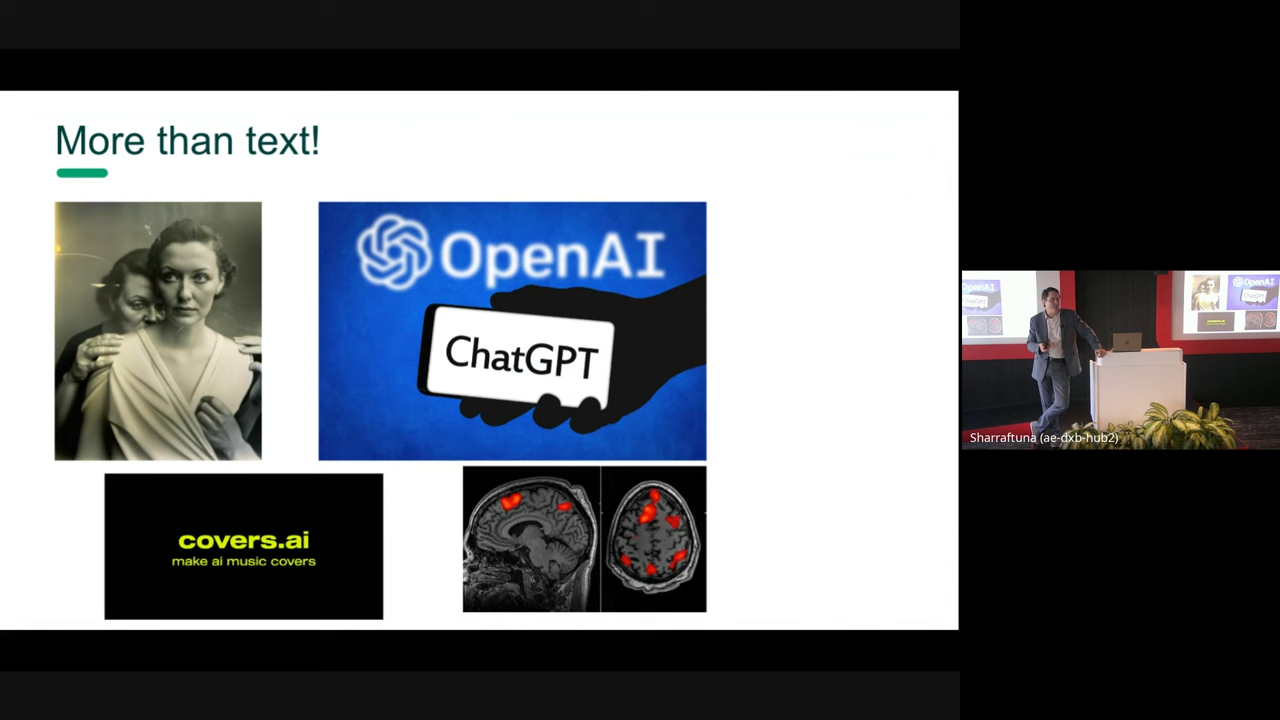 More than text!
OpenAI
ChatGPT
covers.ai
make ai music covers
Sharraftuna (ae-dxb-hub2)